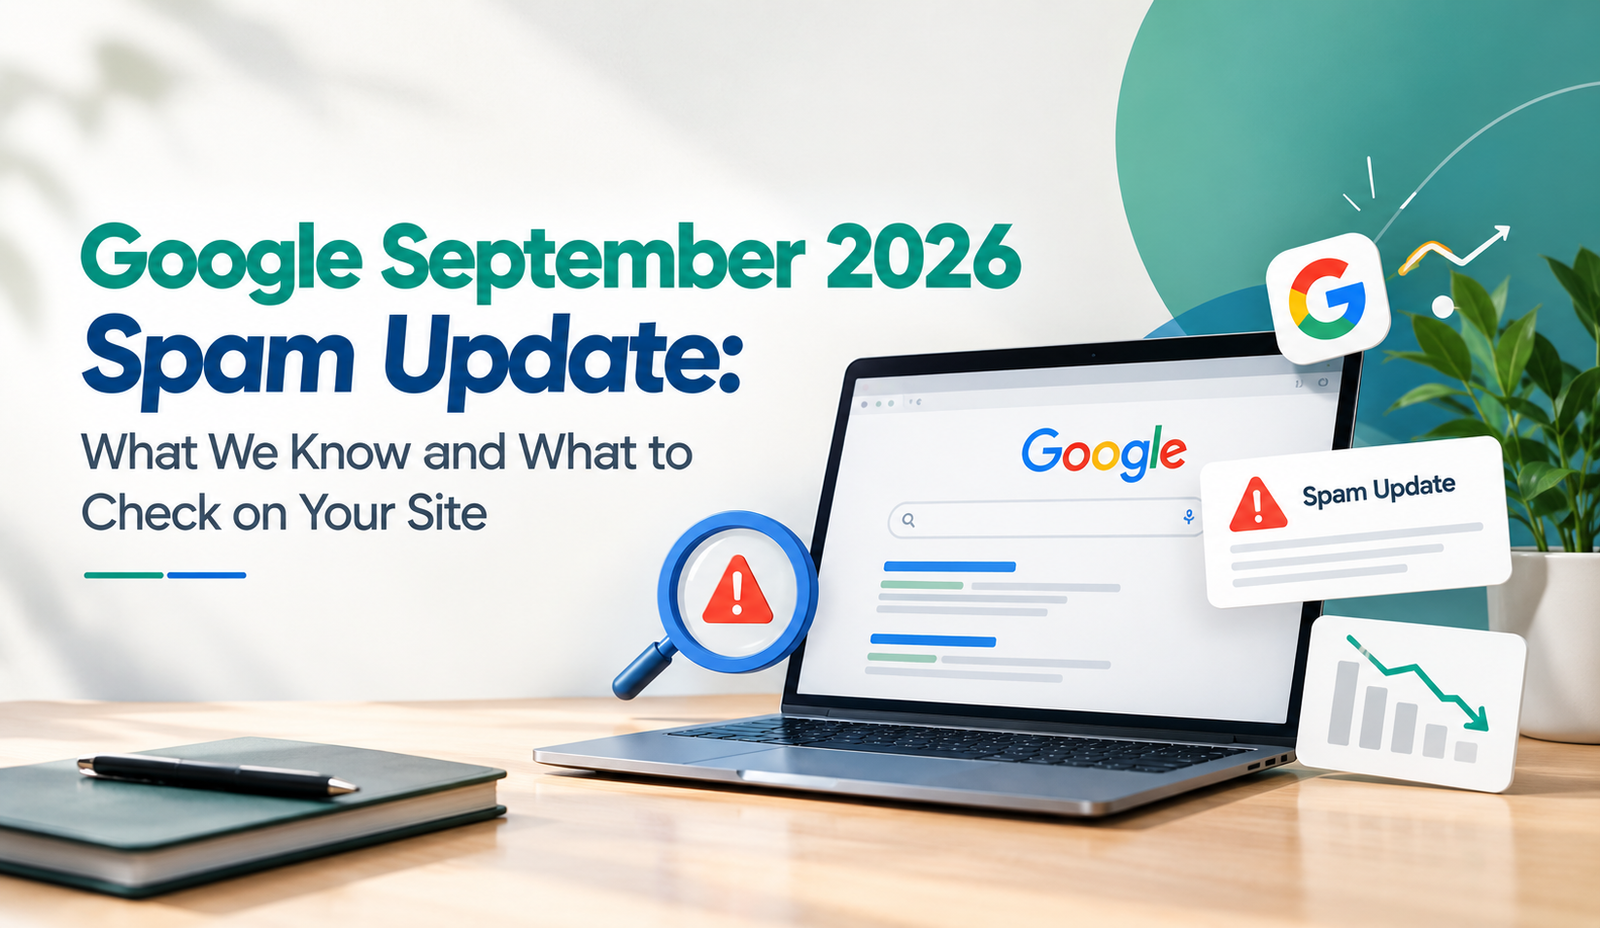 Google September 2026
Spam Update:
What We Know and What to
Check on Your Site
G
Google
Spam Update